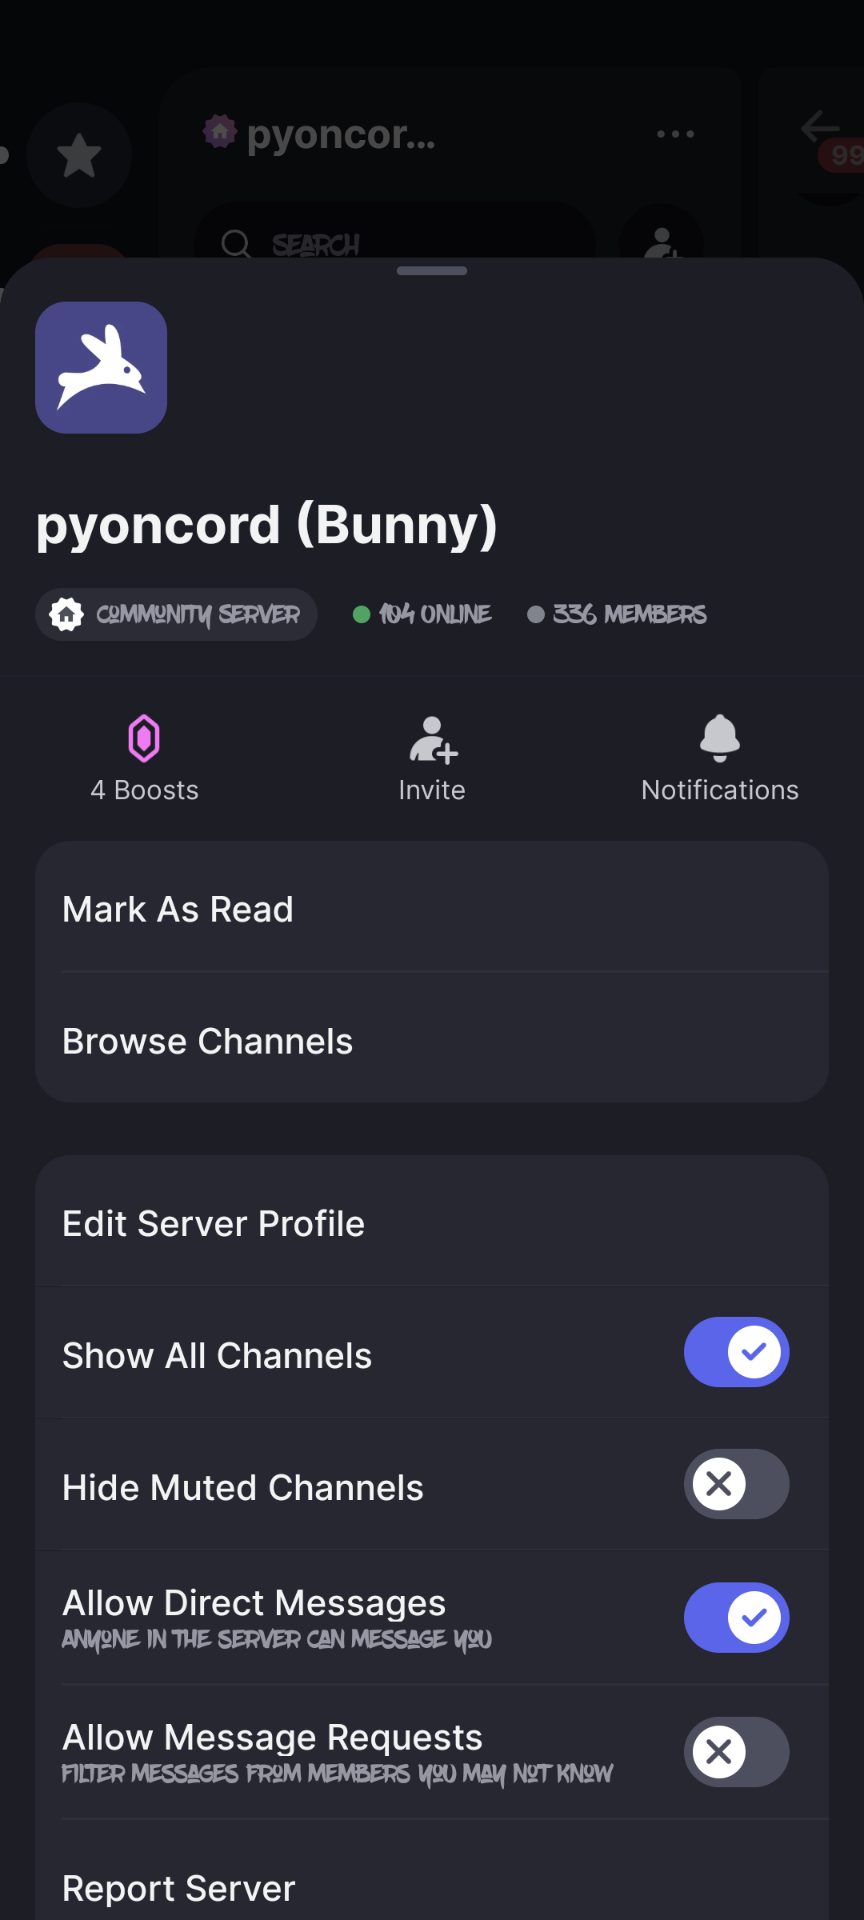 pyoncor...
99
SEARCH
pyoncord (Bunny)
COMMUNITY SERVER
104 ONLINE
336 MEMBERS
4 Boosts
Invite
Notifications
Mark As Read
Browse Channels
Edit Server Profile
Show All Channels
Hide Muted Channels
Allow Direct Messages
ANYONE IN THE SERVER CAN MESSAGE YOU
Allow Message Requests
FILTER MESSAGES FROM MEMBERS YOU MAY NOT KNOW
Report Server